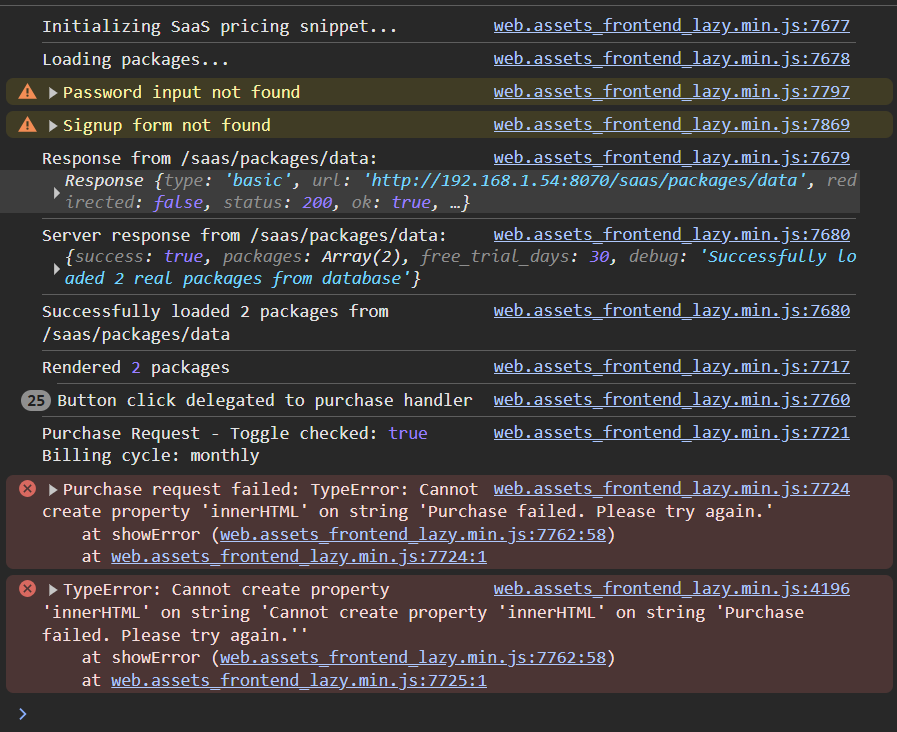 Initializing SaaS pricing snippet... web.assets_frontend_lazy.min.js:7677
Loading packages... web.assets_frontend_lazy.min.js:7678
Password input not found web.assets_frontend_lazy.min.js:7797
Signup form not found web.assets_frontend_lazy.min.js:7869
Response from /saas/packages/data: web.assets_frontend_lazy.min.js:7679
Response {type: 'basic', url: 'http://192.168.1.54:8070/saas/packages/data', red
irected: false, status: 200, ok: true, …}
Server response from /saas/packages/data: web.assets_frontend_lazy.min.js:7680
{success: true, packages: Array(2), free_trial_days: 30, debug: 'Successfully lo
aded 2 real packages from database'}
Successfully loaded 2 packages from web.assets_frontend_lazy.min.js:7680
/saas/packages/data
Rendered 2 packages web.assets_frontend_lazy.min.js:7717
25 Button click delegated to purchase handler web.assets_frontend_lazy.min.js:7760
Purchase Request - Toggle checked: true web.assets_frontend_lazy.min.js:7721
Billing cycle: monthly
Purchase request failed: TypeError: Cannot web.assets_frontend_lazy.min.js:7724
create property 'innerHTML' on string 'Purchase failed. Please try again.'
at showError (web.assets_frontend_lazy.min.js:7762:58)
at web.assets_frontend_lazy.min.js:7724:1
TypeError: Cannot create property web.assets_frontend_lazy.min.js:4196
'innerHTML' on string 'Cannot create property 'innerHTML' on string 'Purchase
failed. Please try again.''
at showError (web.assets_frontend_lazy.min.js:7762:58)
at web.assets_frontend_lazy.min.js:7725:1